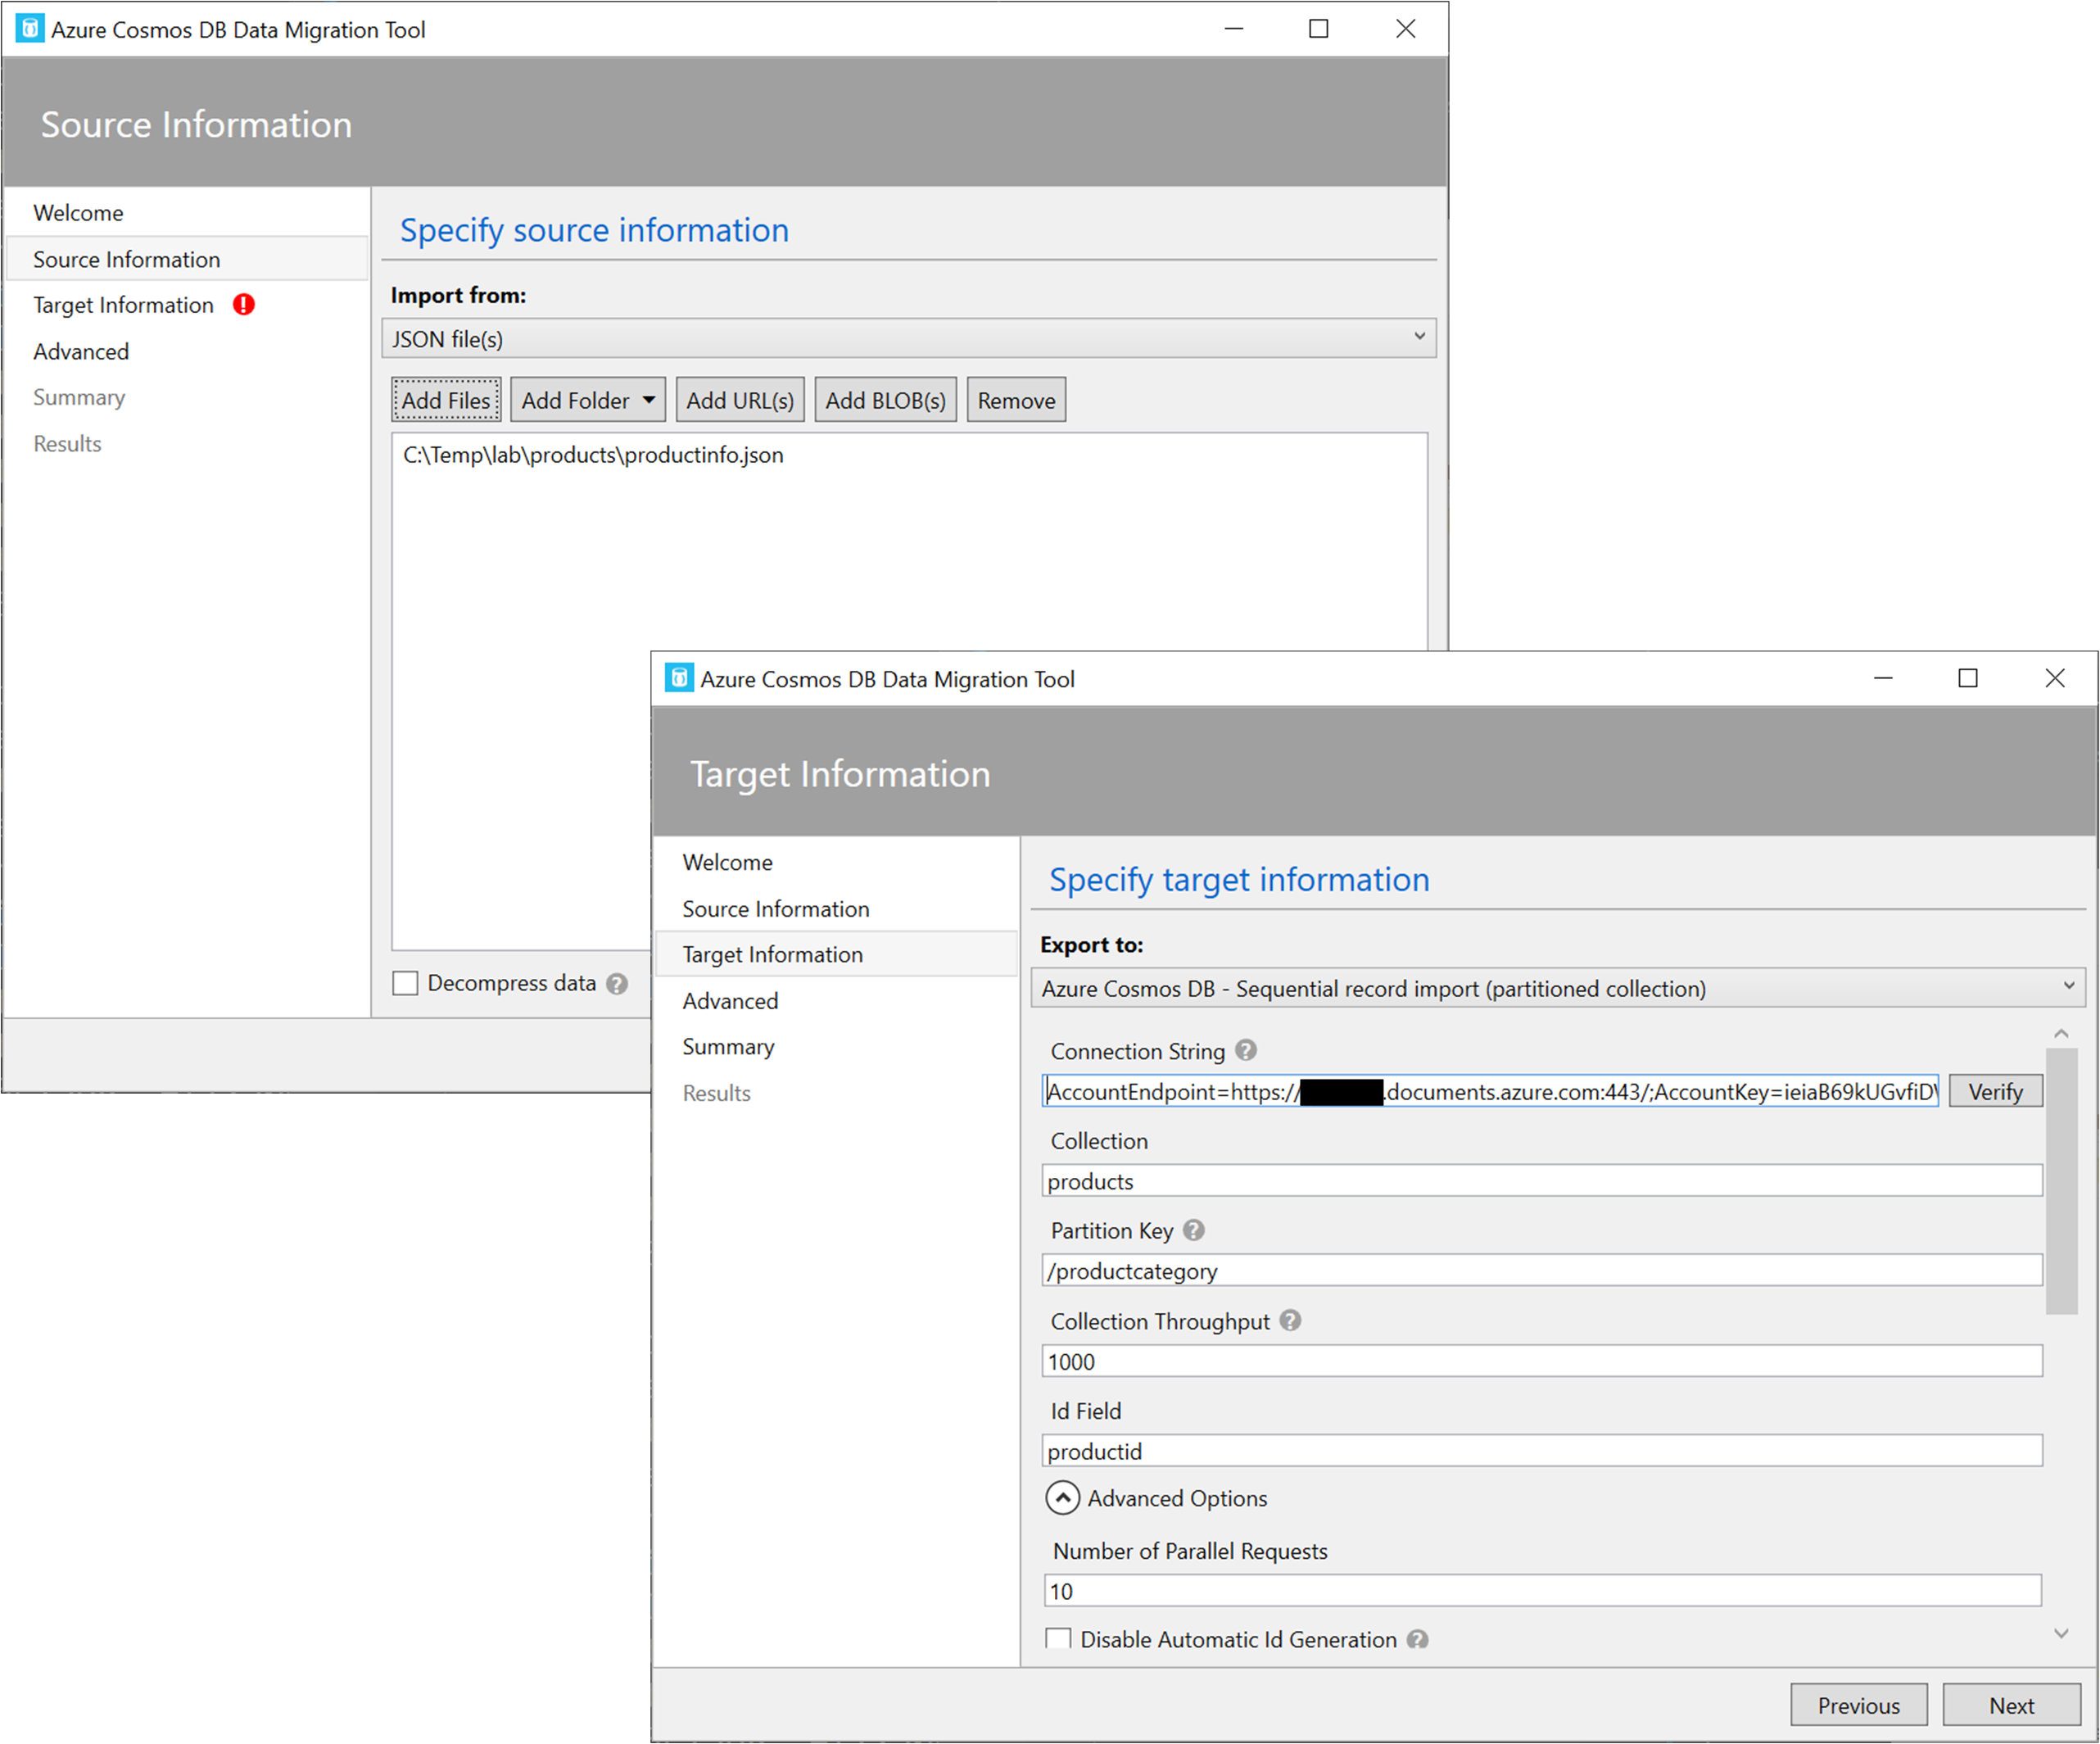 Azure Cosmos DB Data Migration Tool
Source Information
Welcome
Source Information
Target Information
Advanced
Summary
Results
Specify source information
Import from:
JSON file(s)
Add Files Add Folder Add URL(s) Add BLOB(s) Remove
C:\Temp\lab\products\productinfo.json
Decompress data
Azure Cosmos DB Data Migration Tool
Target Information
Welcome
Source Information
Target Information
Advanced
Summary
Results
Specify target information
Export to:
Azure Cosmos DB - Sequential record import (partitioned collection)
Connection String
AccountEndpoint=https:// .documents.azure.com:443/;AccountKey=ieiaB69kUGvfiD
Verify
Collection
products
Partition Key
/productcategory
Collection Throughput
1000
Id Field
productid
Advanced Options
Number of Parallel Requests
10
Disable Automatic Id Generation
Previous Next